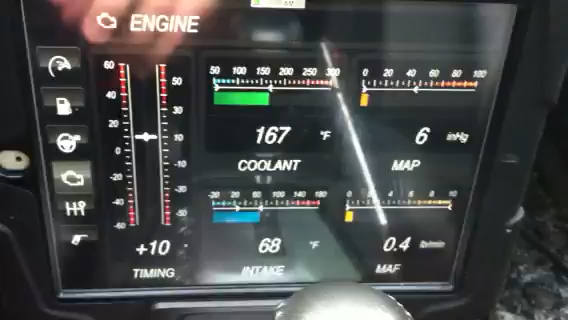 ENGINE
60 40 20 0 -20 -40 -60
50 30 10 -10 -30 -50
+10
TIMING
50 100 150 200 250 300
167 °F
COOLANT
0 20 40 60 80 100
6 inHg
MAP
-20 20 60 100 140 180
68 °F
INTAKE
0 2 4 6 8 10
0.4 lb/min
MAF